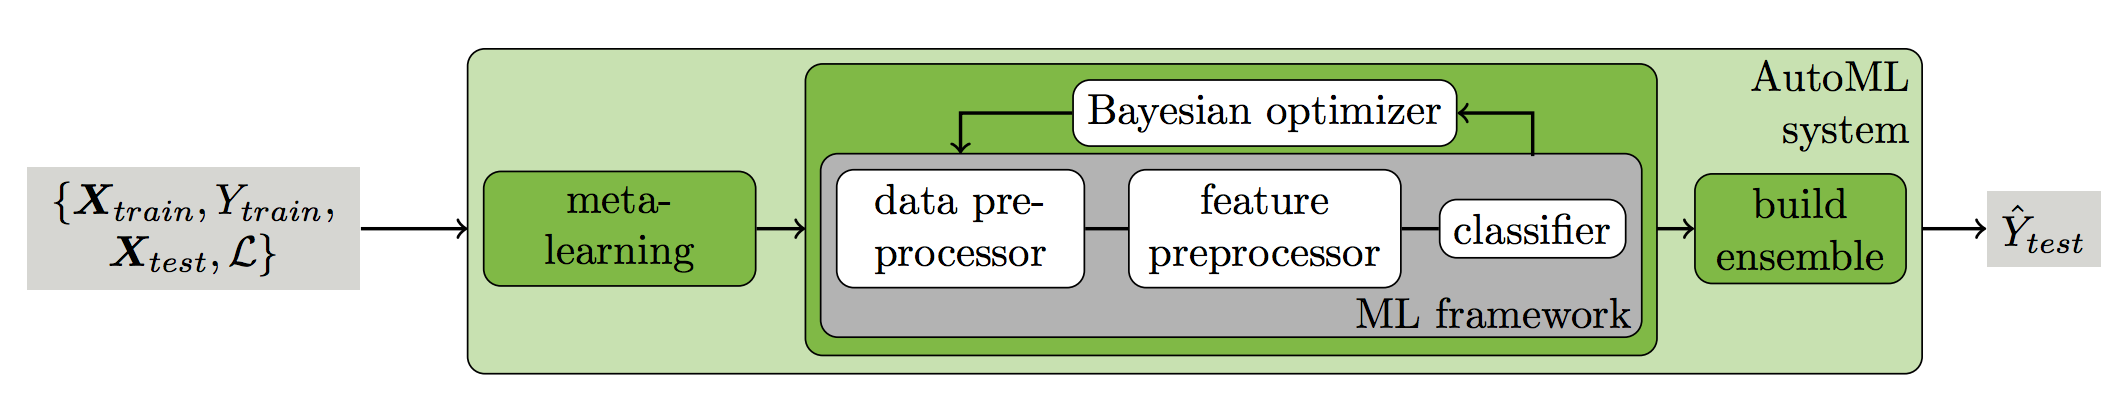 {X_train, Y_train,
X_test, ℒ}
meta-
learning
Bayesian optimizer
data pre-
processor
feature
preprocessor
classifier
ML framework
AutoML
system
build
ensemble
Ŷ_test